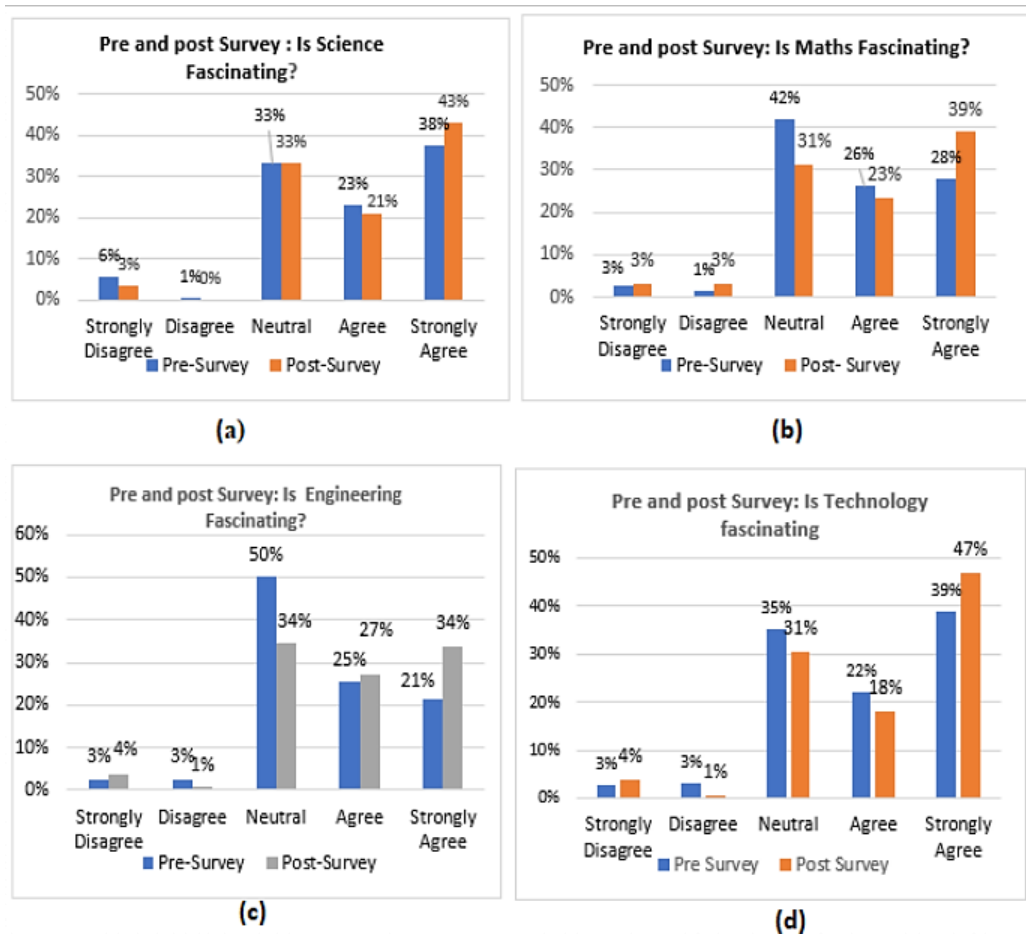 Pre and post Survey : Is Science
Fascinating?
50%
40%
30%
20%
10%
0%
6%
3%
1%
0%
33%
33%
23%
21%
38%
43%
Strongly
Disagree
Disagree
Neutral
Agree
Strongly
Agree
Pre-Survey
Post-Survey
(a)
Pre and post Survey: Is Maths Fascinating?
50%
40%
30%
20%
10%
0%
3%
3%
1%
3%
42%
31%
26%
23%
28%
39%
Strongly
Disagree
Disagree
Neutral
Agree
Strongly
Agree
Pre-Survey
Post- Survey
(b)
Pre and post Survey: Is Engineering
Fascinating?
60%
50%
40%
30%
20%
10%
0%
3%
4%
3%
1%
50%
34%
25%
27%
21%
34%
Strongly
Disagree
Disagree
Neutral
Agree
Strongly
Agree
Pre-Survey
Post-Survey
(c)
Pre and post Survey: Is Technology
fascinating
50%
40%
30%
20%
10%
0%
3%
4%
3%
1%
35%
31%
22%
18%
39%
47%
Strongly
Disagree
Disagree
Neutral
Agree
Strongly
Agree
Pre Survey
Post Survey
(d)